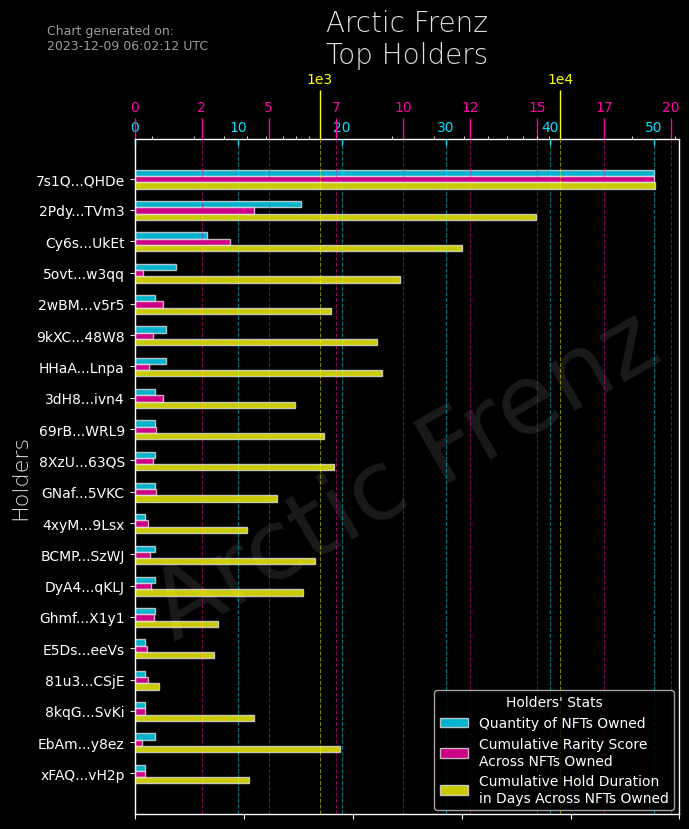 Chart generated on:
2023-12-09 06:02:12 UTC
Arctic Frenz
Top Holders
1e3 1e4
0 2 5 7 10 12 15 17 20
0 10 20 30 40 50
7s1Q...QHDe
2Pdy...TVm3
Cy6s...UkEt
5ovt...w3qq
2wBM...v5r5
9kXC...48W8
HHaA...Lnpa
3dH8...ivn4
69rB...WRL9
8XzU...63QS
GNaf...5VKC
4xyM...9Lsx
BCMP...SzWJ
DyA4...qKLJ
Ghmf...X1y1
E5Ds...eeVs
81u3...CSjE
8kqG...SvKi
EbAm...y8ez
xFAQ...vH2p
Holders
Arctic Frenz
Holders' Stats
Quantity of NFTs Owned
Cumulative Rarity Score
Across NFTs Owned
Cumulative Hold Duration
in Days Across NFTs Owned